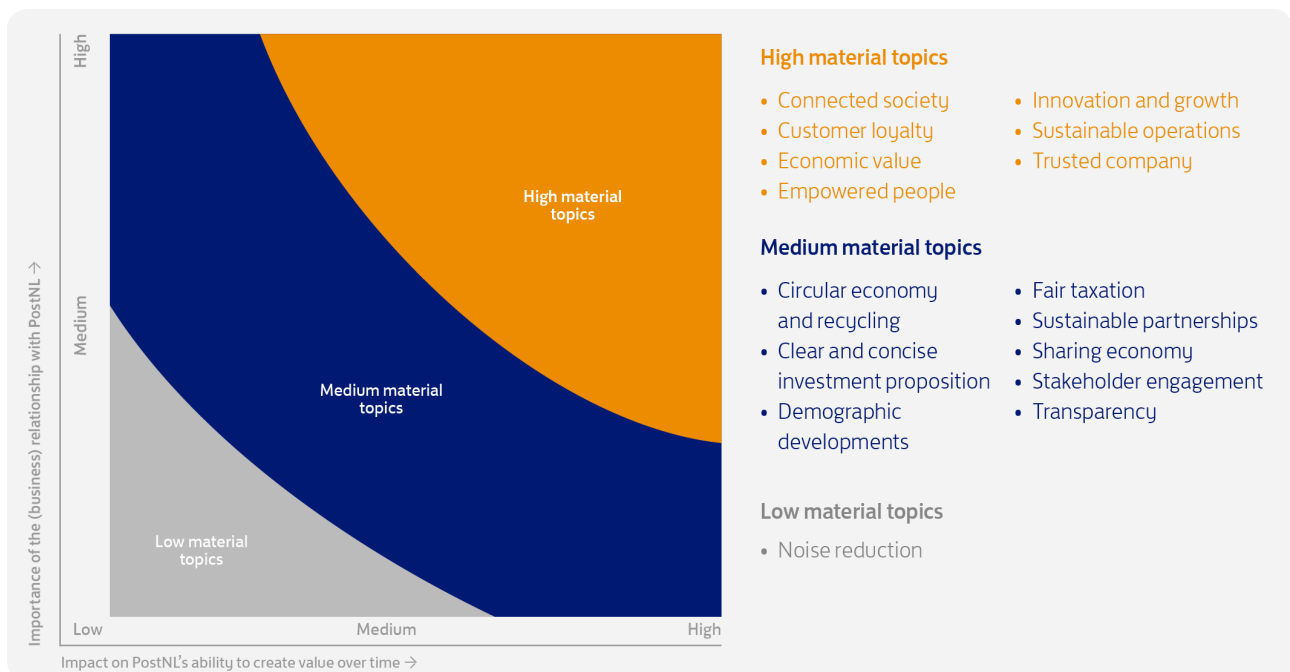 High
Medium
Low
Importance of the (business) relationship with PostNL →
High material
topics
Medium material
topics
Low material
topics
Medium
High
Impact on PostNL's ability to create value over time →
High material topics
• Connected society
• Customer loyalty
• Economic value
• Empowered people
• Innovation and growth
• Sustainable operations
• Trusted company
Medium material topics
• Circular economy
and recycling
• Clear and concise
investment proposition
• Demographic
developments
• Fair taxation
• Sustainable partnerships
• Sharing economy
• Stakeholder engagement
• Transparency
Low material topics
• Noise reduction